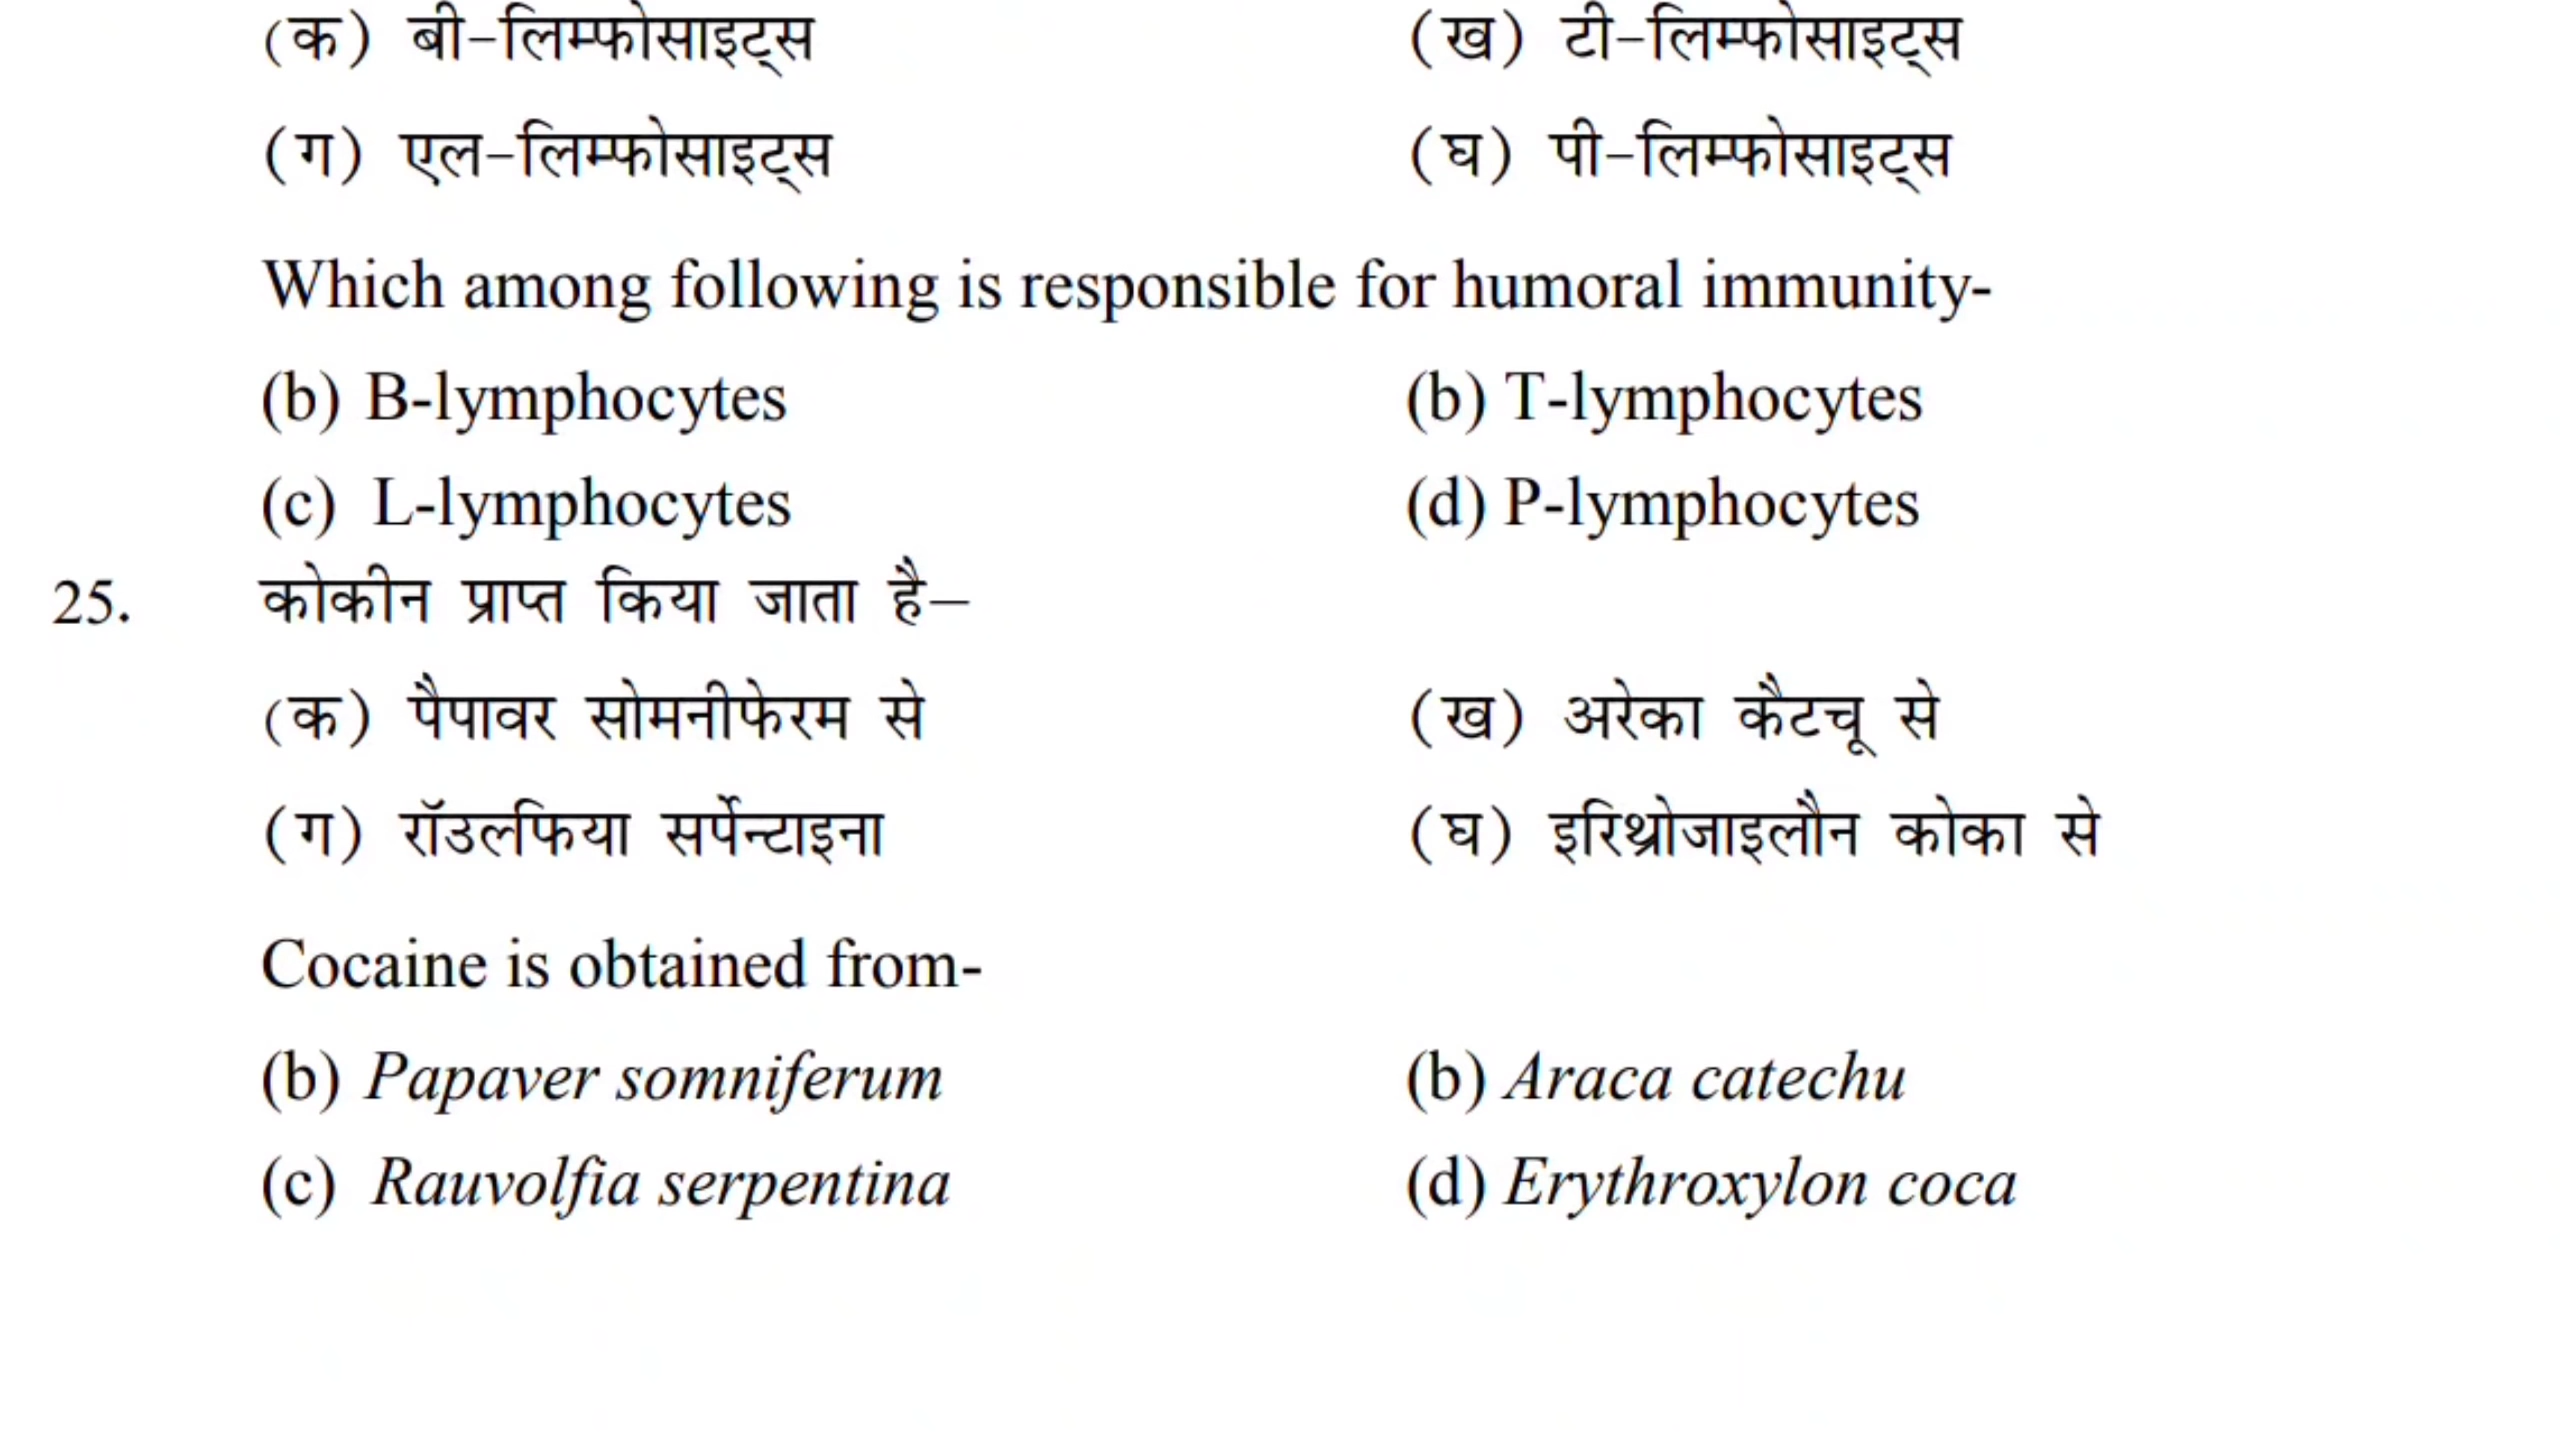 (क) बी-लिम्फोसाइट्स (ख) टी-लिम्फोसाइट्स
(ग) एल-लिम्फोसाइट्स (घ) पी-लिम्फोसाइट्स
Which among following is responsible for humoral immunity-
(b) B-lymphocytes (b) T-lymphocytes
(c) L-lymphocytes (d) P-lymphocytes
25. कोकीन प्राप्त किया जाता है–
(क) पैपावर सोमनीफेरम से (ख) अरेका कैटचू से
(ग) रॉउल्फिया सर्पेन्टाइना (घ) इरिथ्रोजाइलौन कोका से
Cocaine is obtained from-
(b) Papaver somniferum (b) Araca catechu
(c) Rauvolfia serpentina (d) Erythroxylon coca